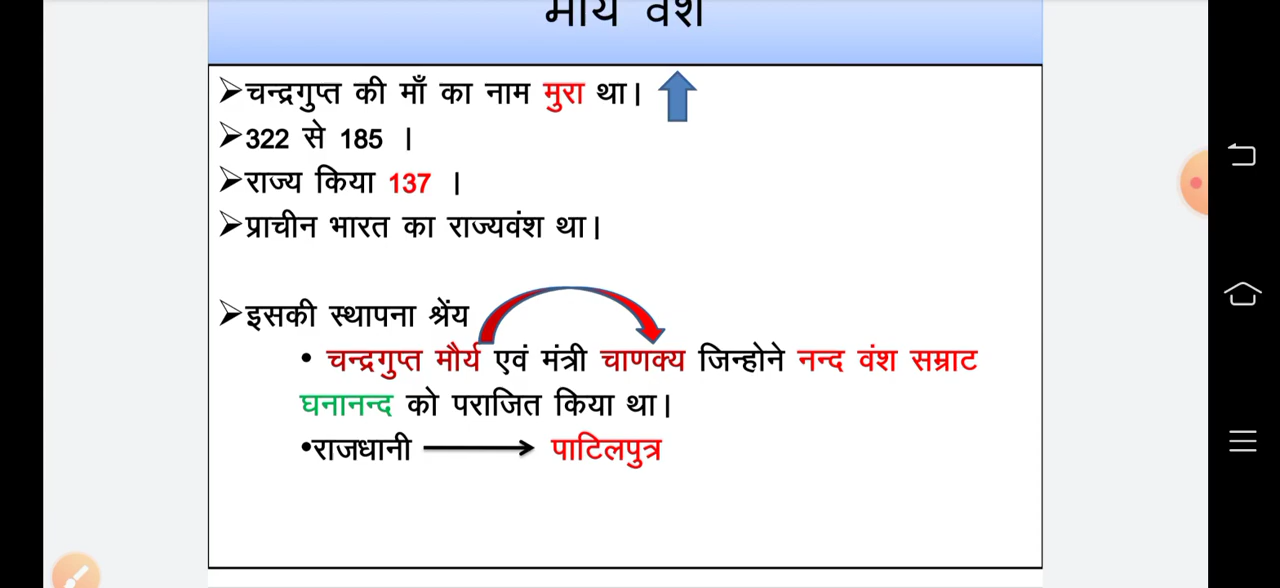 मौर्य वंश
चन्द्रगुप्त की माँ का नाम मुरा था।
322 से 185 |
राज्य किया 137 |
प्राचीन भारत का राज्यवंश था।
इसकी स्थापना श्रेंय
• चन्द्रगुप्त मौर्य एवं मंत्री चाणक्य जिन्होने नन्द वंश सम्राट
घनानन्द को पराजित किया था।
•राजधानी ⟶ पाटिलपुत्र